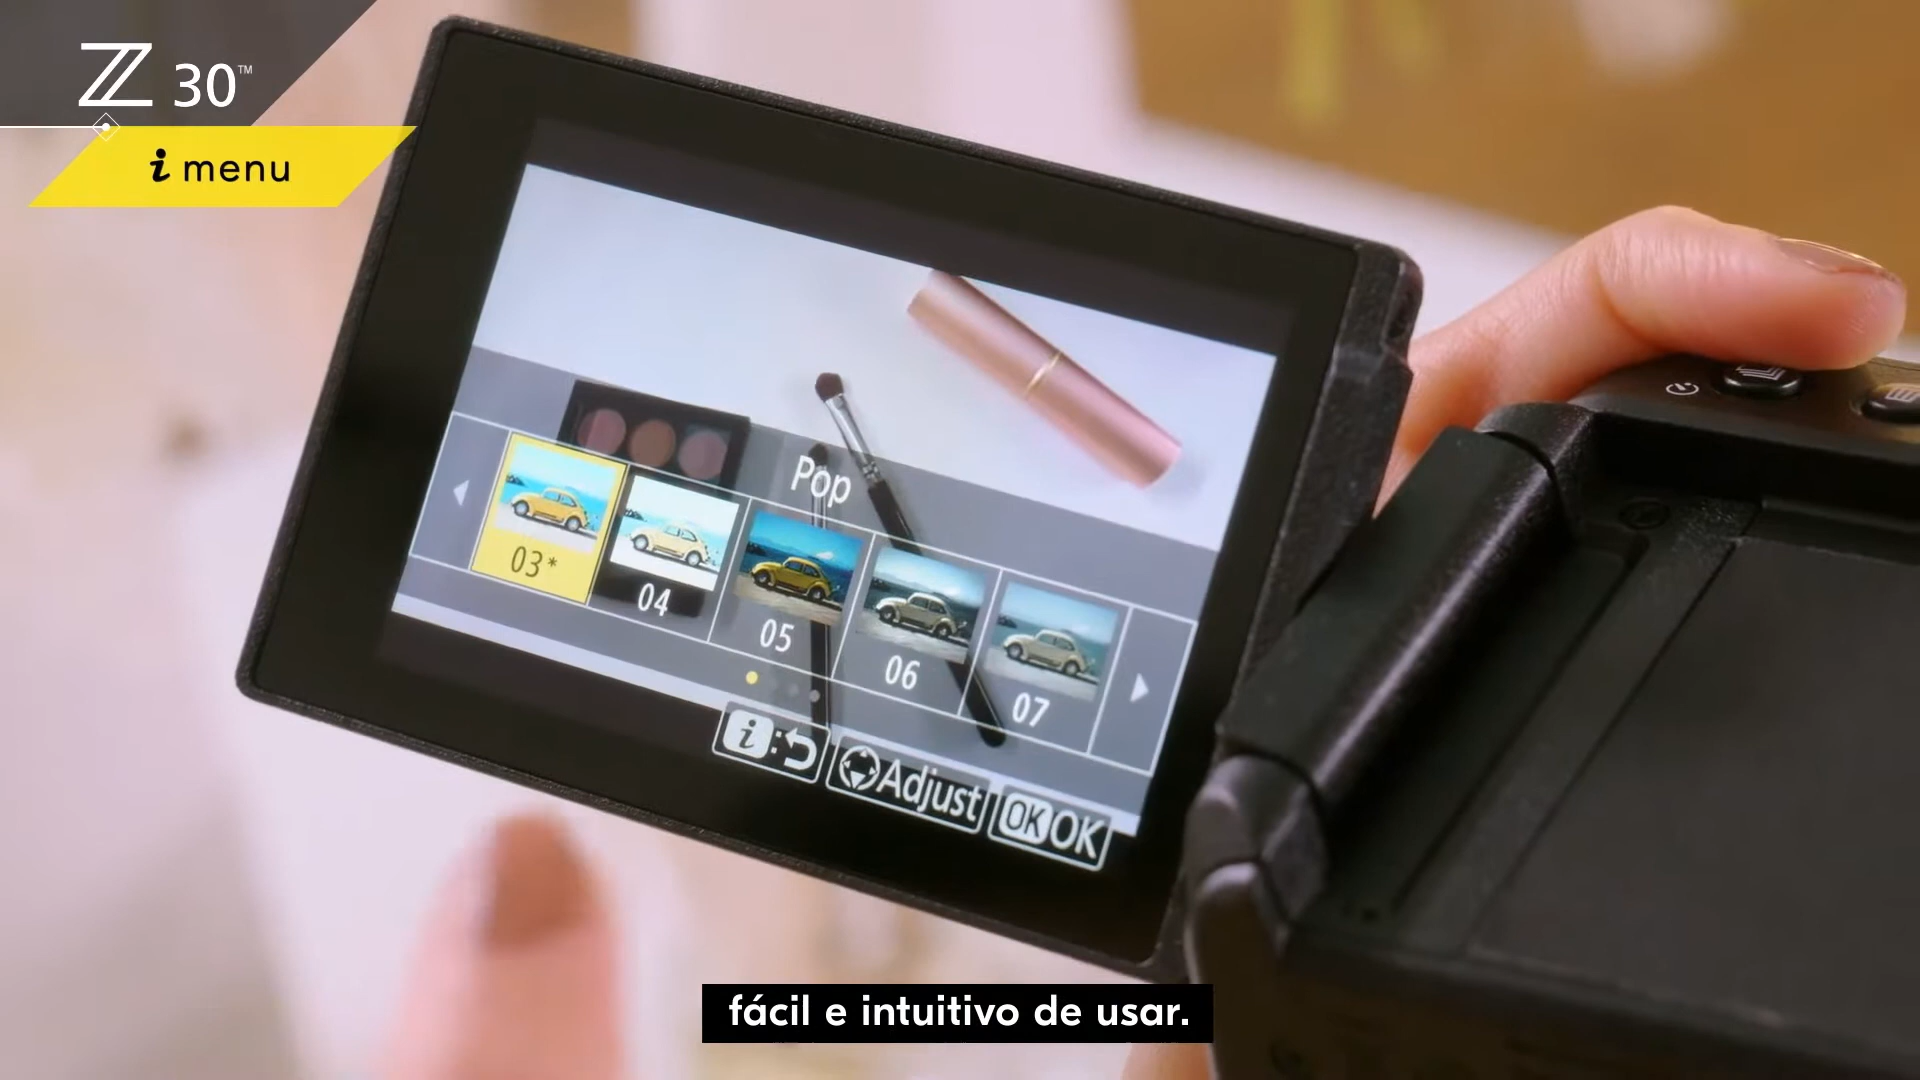 Z 30™
i menu
Pop
03*
04
05
06
07
i:
Adjust
OK OK
fácil e intuitivo de usar.